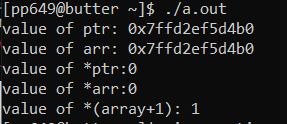 [pp649@butter ~]$ ./a.out
value of ptr: 0x7ffd2ef5d4b0
value of arr: 0x7ffd2ef5d4b0
value of *ptr:0
value of *arr:0
value of *(array+1): 1